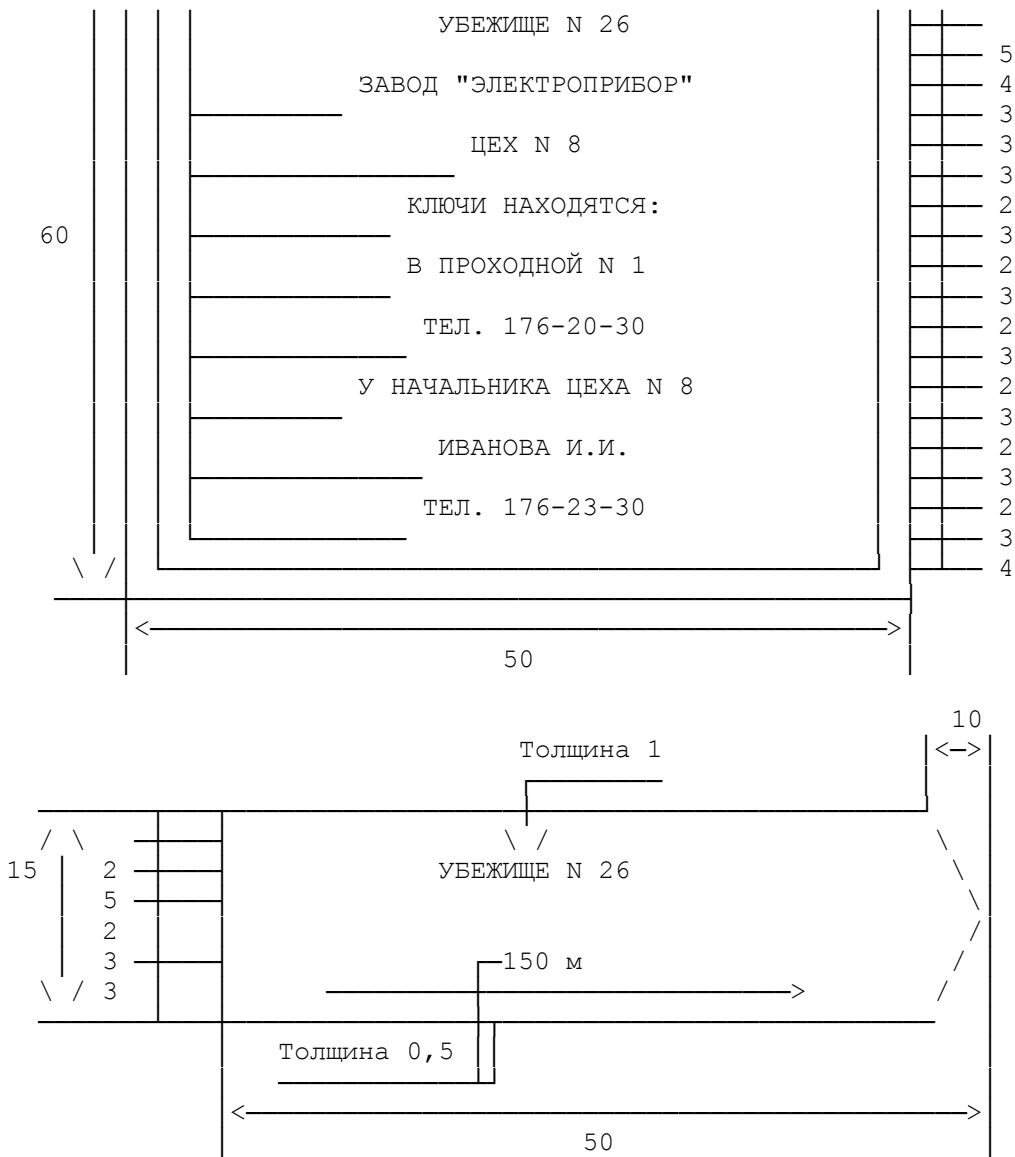 УБЕЖИЩЕ N 26
5
ЗАВОД "ЭЛЕКТРОПРИБОР" 4
3
ЦЕХ N 8 3
3
КЛЮЧИ НАХОДЯТСЯ: 2
60 3
В ПРОХОДНОЙ N 1 2
3
ТЕЛ. 176-20-30 2
3
У НАЧАЛЬНИКА ЦЕХА N 8 2
3
ИВАНОВА И.И. 2
3
ТЕЛ. 176-23-30 2
3
4
50
10
Толщина 1
15 2 УБЕЖИЩЕ N 26
5
2
3 150 м
3
Толщина 0,5
50